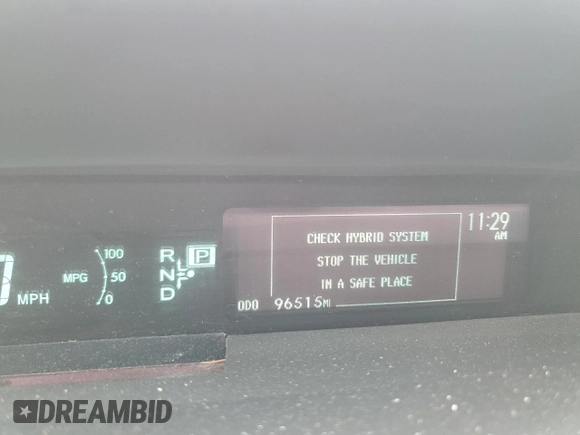 11:29
AM
CHECK HYBRID SYSTEM
STOP THE VEHICLE
IN A SAFE PLACE
ODO 96515MI
0 MPH
MPG
100
50
0
R P
N
D
DREAMBID